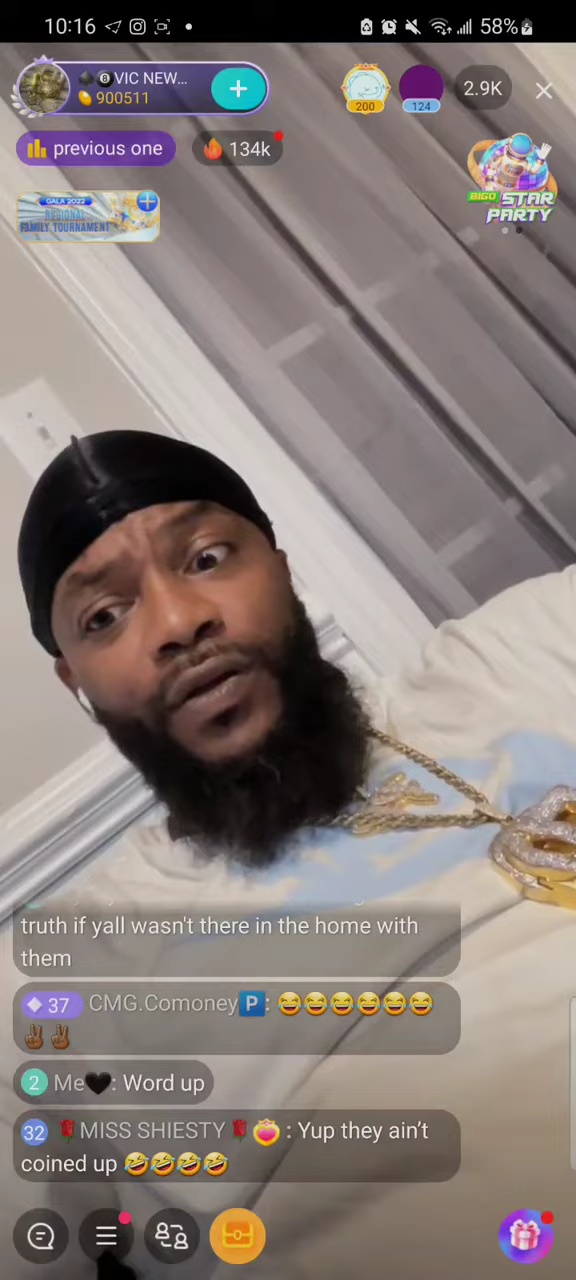 10:16
58%
VIC NEW...
900511
200
124
2.9K
previous one
134k
GALA 2022
REGIONAL
FAMILY TOURNAMENT
BIGO STAR
PARTY
truth if yall wasn't there in the home with
them
37 CMG.Comoney🅿️: 😂😂😂😂😂😂
✌🏾✌🏾
2 Me🖤: Word up
32 🌹MISS SHIESTY🌹: Yup they ain't
coined up 🤣🤣🤣🤣